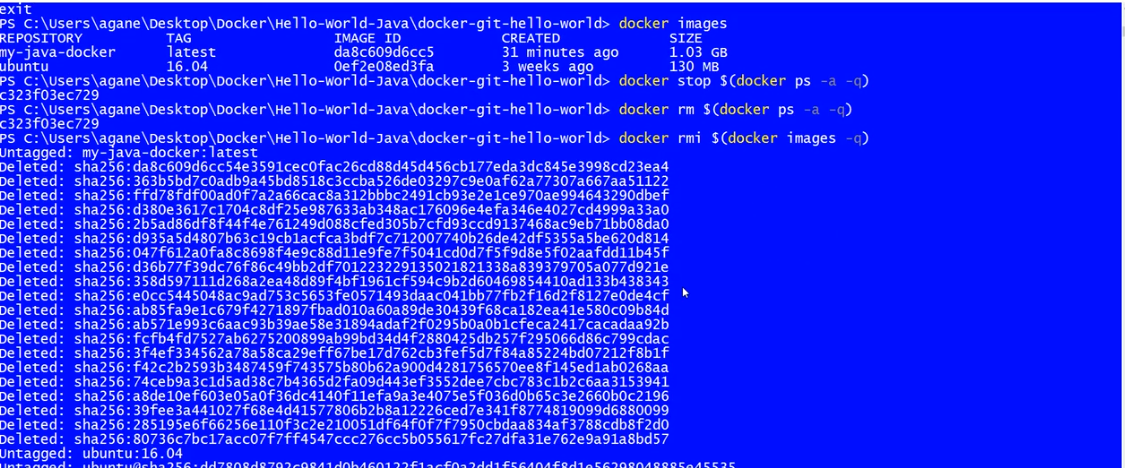 exit
PS C:\Users\agane\Desktop\Docker\Hello-World-Java\docker-git-hello-world> docker images
REPOSITORY TAG IMAGE ID CREATED SIZE
my-java-docker latest da8c609d6cc5 31 minutes ago 1.03 GB
ubuntu 16.04 0ef2e08ed3fa 3 weeks ago 130 MB
PS C:\Users\agane\Desktop\Docker\Hello-World-Java\docker-git-hello-world> docker stop $(docker ps -a -q)
c323f03ec729
PS C:\Users\agane\Desktop\Docker\Hello-World-Java\docker-git-hello-world> docker rm $(docker ps -a -q)
c323f03ec729
PS C:\Users\agane\Desktop\Docker\Hello-World-Java\docker-git-hello-world> docker rmi $(docker images -q)
Untagged: my-java-docker:latest
Deleted: sha256:da8c609d6cc54e3591cec0fac26cd88d45d456cb177eda3dc845e3998cd23ea4
Deleted: sha256:363b5bd7c0adb9a45bd8518c3ccba526de03297c9e0af62a77307a667aa51122
Deleted: sha256:ffd78fdf00ad0f7a2a66cac8a312bbbc2491cb93e2e1ce970ae994643290dbef
Deleted: sha256:d380e3617c1704c8df25e987633ab348ac176096e4efa346e4027cd4999a33a0
Deleted: sha256:2b5ad86df8f44f4e761249d088cfed305b7cfd93ccd9137468ac9eb71bb08da0
Deleted: sha256:d935a5d4807b63c19cb1acfca3bdf7c712007740b26de42df5355a5be620d814
Deleted: sha256:047f612a0fa8c8698f4e9c88d11e9fe7f5041cd0d7f5f9d8e5f02aafdd11b45f
Deleted: sha256:d36b77f39dc76f86c49bb2df701223229135021821338a839379705a077d921e
Deleted: sha256:358d597111d268a2ea48d89f4bf1961cf594c9b2d60469854410ad133b438343
Deleted: sha256:e0cc5445048ac9ad753c5653fe0571493daac041bb77fb2f16d2f8127e0de4cf
Deleted: sha256:ab85fa9e1c679f4271897fbad010a60a89de30439f68ca182ea41e580c09b84d
Deleted: sha256:ab571e993c6aac93b39ae58e31894adaf2f0295b0a0b1cfeca2417cacadaa92b
Deleted: sha256:fcfb4fd7527ab6275200899ab99bd34d4f2880425db257f295066d86c799cdac
Deleted: sha256:3f4ef334562a78a58ca29eff67be17d762cb3fef5d7f84a85224bd07212f8b1f
Deleted: sha256:f42c2b2593b3487459f743575b80b62a900d4281756570ee8f145ed1ab0268aa
Deleted: sha256:74ceb9a3c1d5ad38c7b4365d2fa09d443ef3552dee7cbc783c1b2c6aa3153941
Deleted: sha256:a8de10ef603e05a0f36dc4140f11efa9a3e4075e5f036d0b65c3e2660b0c2196
Deleted: sha256:39fee3a441027f68e4d41577806b2b8a12226ced7e341f8774819099d6880099
Deleted: sha256:285195e6f66256e110f3c2e210051df64f0f7f7950cbdaa834af3788cdb8f2d0
Deleted: sha256:80736c7bc17acc07f7ff4547ccc276cc5b055617fc27dfa31e762e9a91a8bd57
Untagged: ubuntu:16.04
Untagged: ubuntu@sha256:dd7808d8792c9841d0b460122f1acf0a2dd1f56404f8d1e56298048885e45535